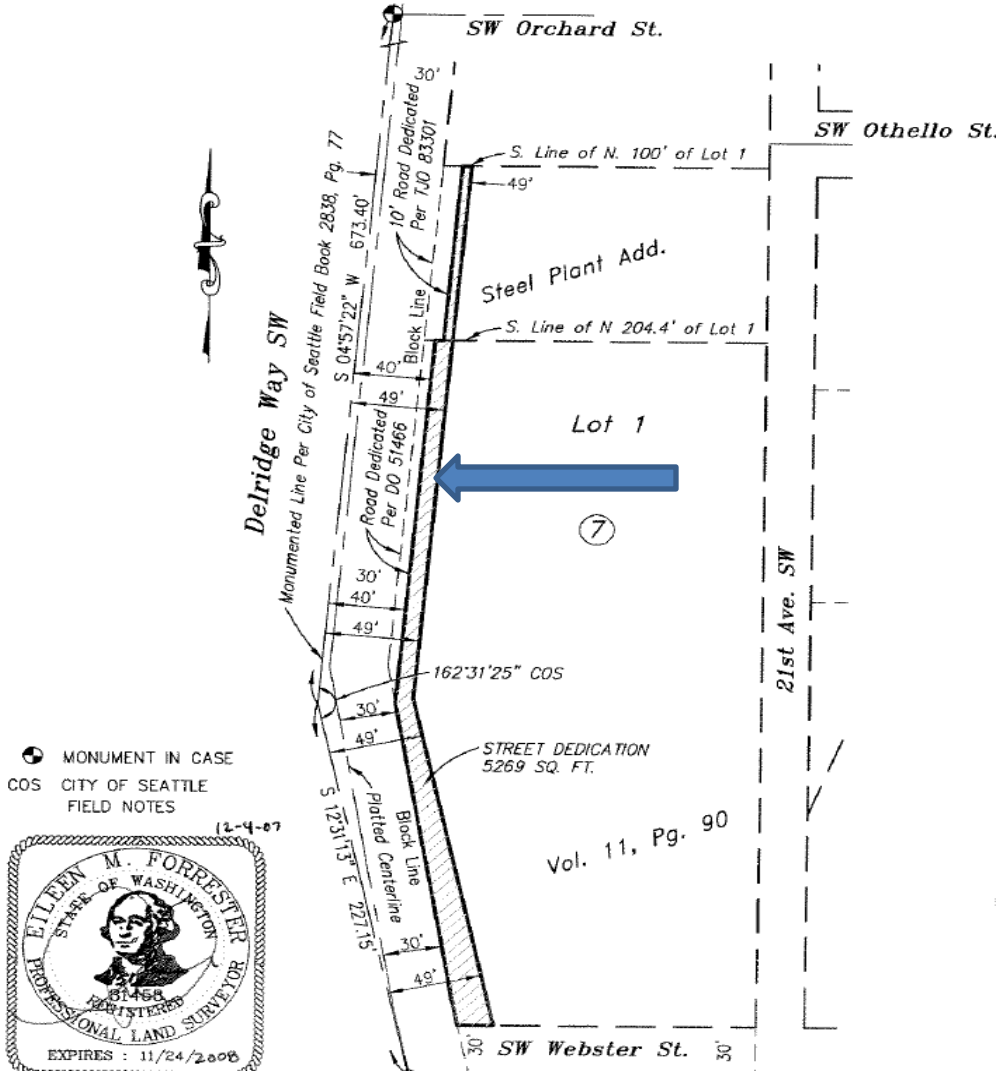 SW Orchard St.
SW Othello St.
30'
10' Road Dedicated
Per TJO 83301
S. Line of N. 100' of Lot 1
49'
Monumented Line Per City of Seattle Field Book 2838, Pg. 77
S 04°57'22" W 673.40'
Steel Plant Add.
Block Line
S. Line of N 204.4' of Lot 1
Delridge Way SW
40'
49'
Lot 1
Road Dedicated
Per DO 51466
7
30'
40'
49'
21st Ave. SW
162°31'25" COS
30'
49'
STREET DEDICATION
5269 SQ. FT.
MONUMENT IN CASE
COS CITY OF SEATTLE
FIELD NOTES
S 12°31'13" E 227.15'
Platted Centerline
Block Line
Vol. 11, Pg. 90
12-4-07
EILEEN M. FORRESTER
STATE OF WASHINGTON
31458
REGISTERED
PROFESSIONAL LAND SURVEYOR
EXPIRES : 11/24/2008
30'
49'
30'
SW Webster St.
30'